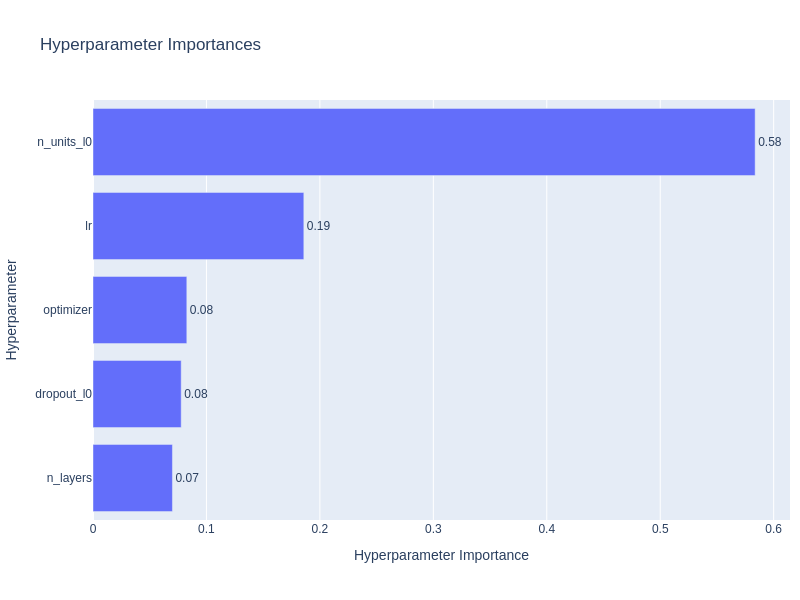 Hyperparameter Importances
n_units_l0
0.58
lr
0.19
optimizer
0.08
dropout_l0
0.08
n_layers
0.07
Hyperparameter
0
0.1
0.2
0.3
0.4
0.5
0.6
Hyperparameter Importance